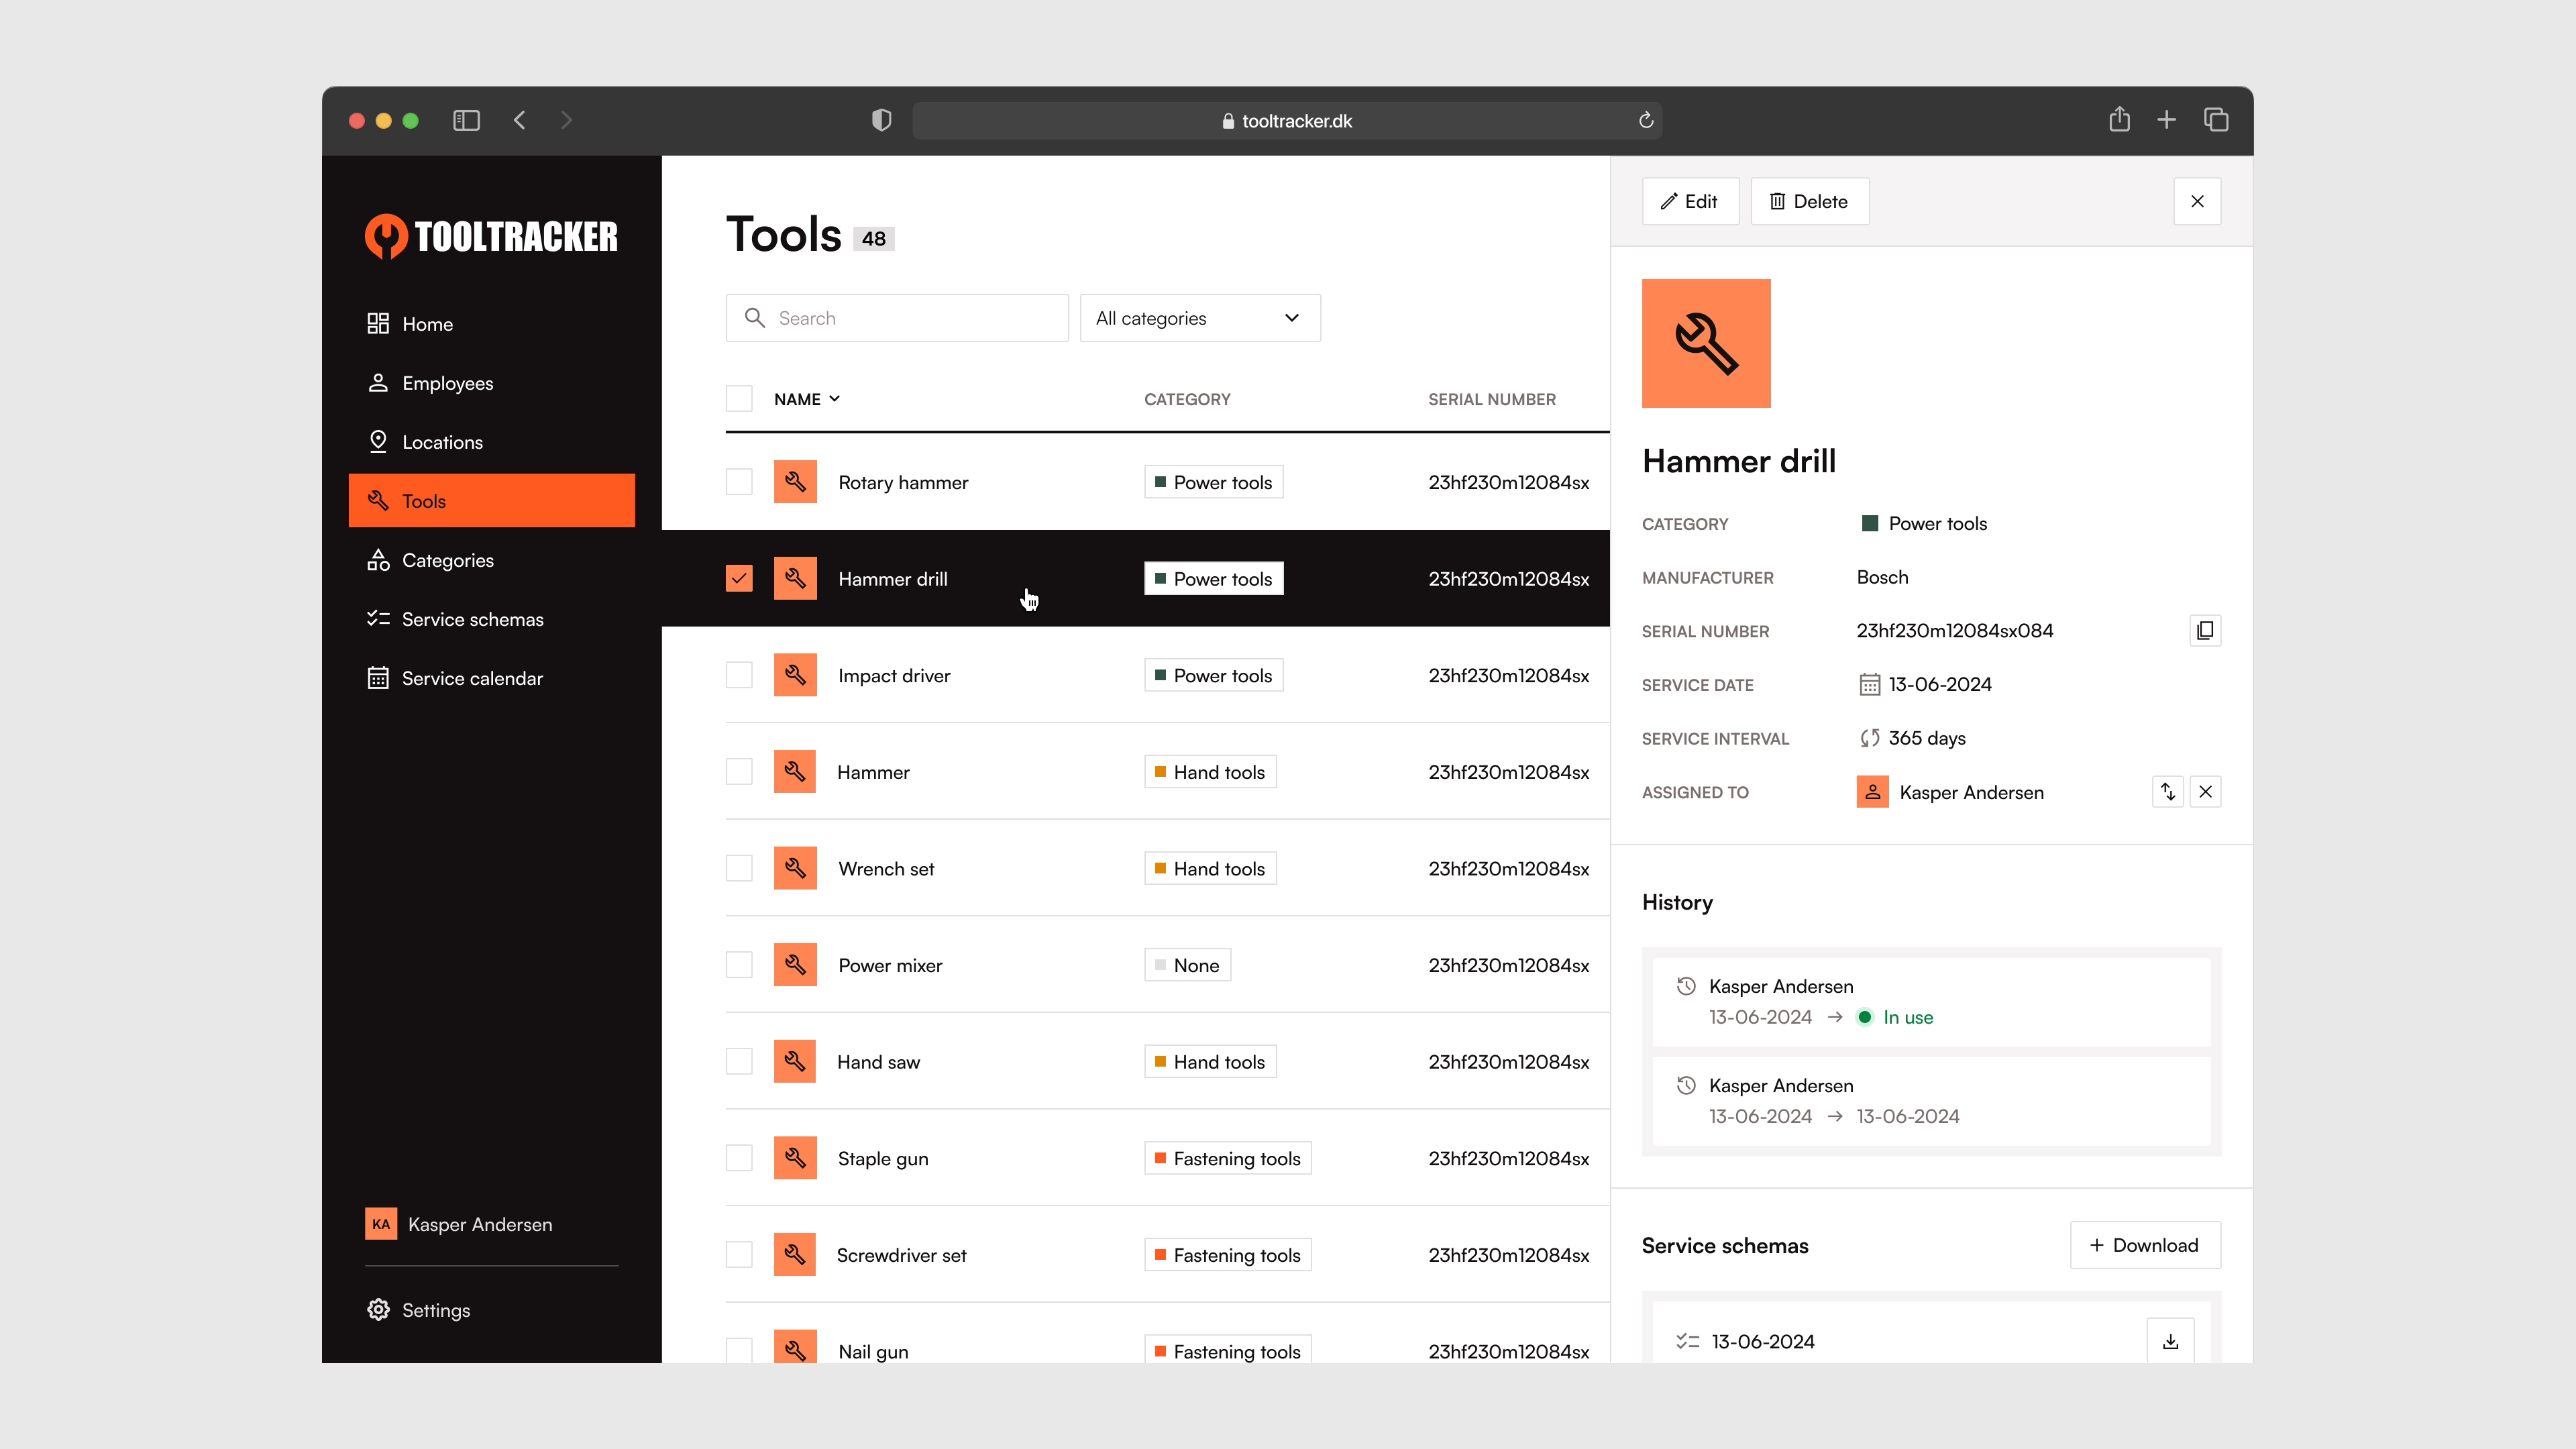 tooltracker.dk
TOOLTRACKER
Home
Employees
Locations
Tools
Categories
Service schemas
Service calendar
KA Kasper Andersen
Settings
Tools 48
Search
All categories
NAME CATEGORY SERIAL NUMBER
Rotary hammer Power tools 23hf230m12084sx
Hammer drill Power tools 23hf230m12084sx
Impact driver Power tools 23hf230m12084sx
Hammer Hand tools 23hf230m12084sx
Wrench set Hand tools 23hf230m12084sx
Power mixer None 23hf230m12084sx
Hand saw Hand tools 23hf230m12084sx
Staple gun Fastening tools 23hf230m12084sx
Screwdriver set Fastening tools 23hf230m12084sx
Nail gun Fastening tools 23hf230m12084sx
Edit Delete
Hammer drill
CATEGORY Power tools
MANUFACTURER Bosch
SERIAL NUMBER 23hf230m12084sx084
SERVICE DATE 13-06-2024
SERVICE INTERVAL 365 days
ASSIGNED TO Kasper Andersen
History
Kasper Andersen
13-06-2024 → In use
Kasper Andersen
13-06-2024 → 13-06-2024
Service schemas + Download
13-06-2024